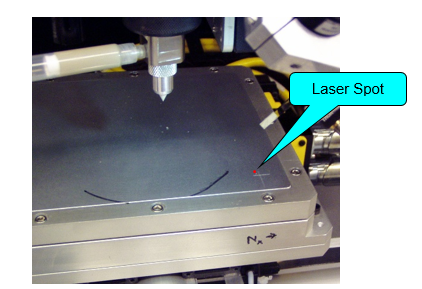 Laser Spot
Nx →